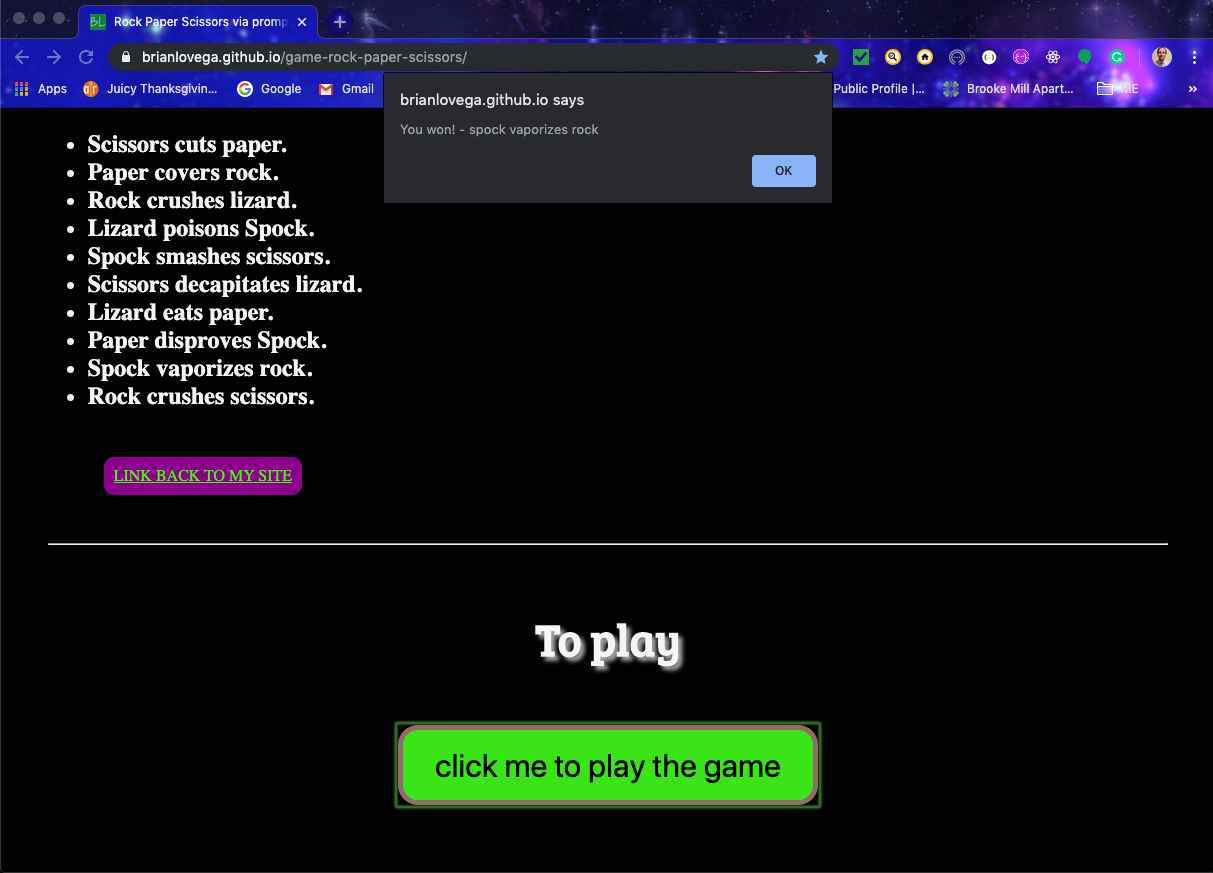 BL Rock Paper Scissors via promp
brianlovega.github.io/game-rock-paper-scissors/
Apps Juicy Thanksgivin... Google Gmail Public Profile |... Brooke Mill Apart... ME »
brianlovega.github.io says
You won! - spock vaporizes rock
OK
• Scissors cuts paper.
• Paper covers rock.
• Rock crushes lizard.
• Lizard poisons Spock.
• Spock smashes scissors.
• Scissors decapitates lizard.
• Lizard eats paper.
• Paper disproves Spock.
• Spock vaporizes rock.
• Rock crushes scissors.
LINK BACK TO MY SITE
To play
click me to play the game